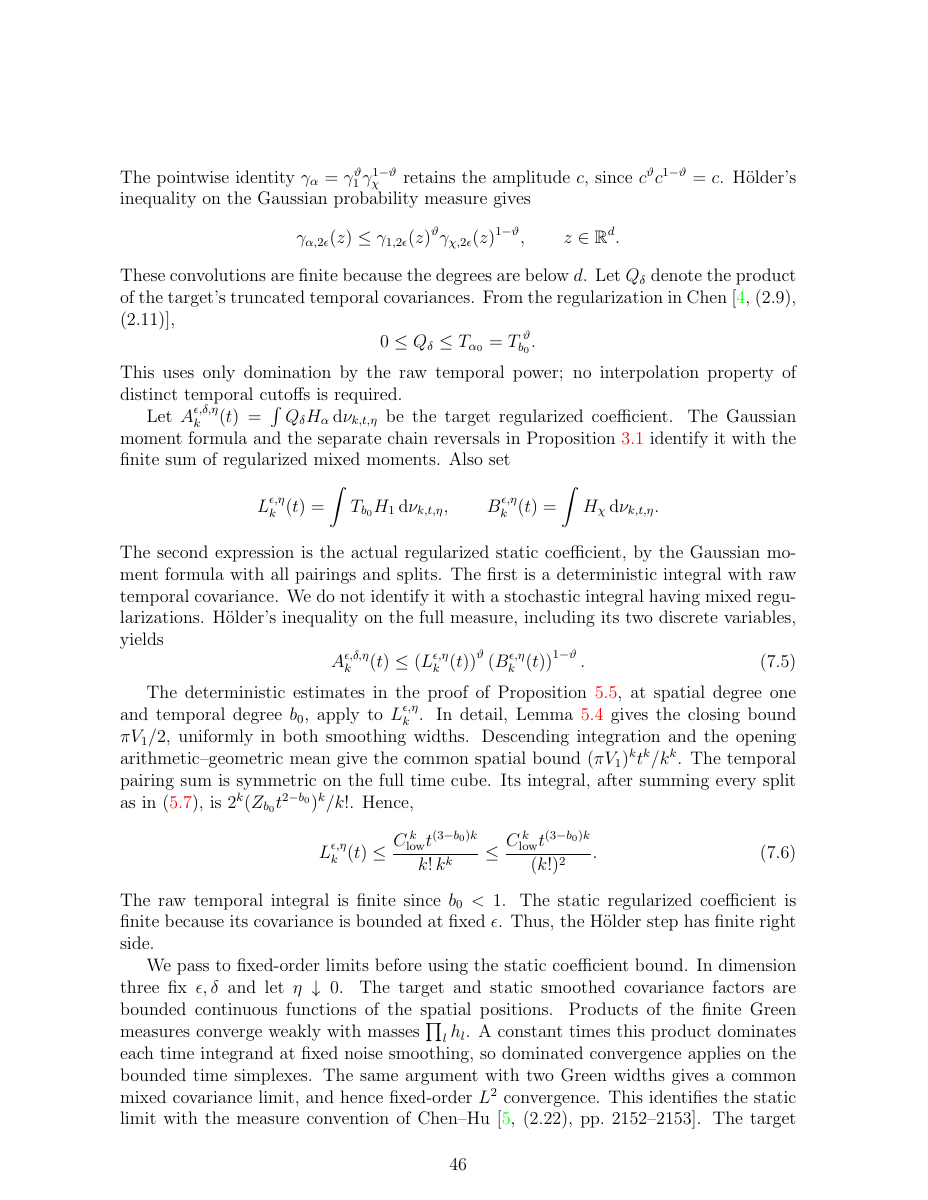 The pointwise identity γ_α = γ_1^ϑ γ_χ^{1−ϑ} retains the amplitude c, since c^ϑ c^{1−ϑ} = c. Hölder's
inequality on the Gaussian probability measure gives
γ_{α,2ϵ}(z) ≤ γ_{1,2ϵ}(z)^ϑ γ_{χ,2ϵ}(z)^{1−ϑ}, z ∈ ℝ^d.
These convolutions are finite because the degrees are below d. Let Q_δ denote the product
of the target's truncated temporal covariances. From the regularization in Chen [4, (2.9),
(2.11)],
0 ≤ Q_δ ≤ T_{α_0} = T_{b_0}^ϑ.
This uses only domination by the raw temporal power; no interpolation property of
distinct temporal cutoffs is required.
Let A_k^{ϵ,δ,η}(t) = ∫ Q_δ H_α dν_{k,t,η} be the target regularized coefficient. The Gaussian
moment formula and the separate chain reversals in Proposition 3.1 identify it with the
finite sum of regularized mixed moments. Also set
L_k^{ϵ,η}(t) = ∫ T_{b_0} H_1 dν_{k,t,η}, B_k^{ϵ,η}(t) = ∫ H_χ dν_{k,t,η}.
The second expression is the actual regularized static coefficient, by the Gaussian mo-
ment formula with all pairings and splits. The first is a deterministic integral with raw
temporal covariance. We do not identify it with a stochastic integral having mixed regu-
larizations. Hölder's inequality on the full measure, including its two discrete variables,
yields
A_k^{ϵ,δ,η}(t) ≤ (L_k^{ϵ,η}(t))^ϑ (B_k^{ϵ,η}(t))^{1−ϑ}. (7.5)
The deterministic estimates in the proof of Proposition 5.5, at spatial degree one
and temporal degree b_0, apply to L_k^{ϵ,η}. In detail, Lemma 5.4 gives the closing bound
πV_1/2, uniformly in both smoothing widths. Descending integration and the opening
arithmetic–geometric mean give the common spatial bound (πV_1)^k t^k/k^k. The temporal
pairing sum is symmetric on the full time cube. Its integral, after summing every split
as in (5.7), is 2^k(Z_{b_0}t^{2−b_0})^k/k!. Hence,
L_k^{ϵ,η}(t) ≤ C_low^k t^{(3−b_0)k} / (k! k^k) ≤ C_low^k t^{(3−b_0)k} / (k!)^2. (7.6)
The raw temporal integral is finite since b_0 < 1. The static regularized coefficient is
finite because its covariance is bounded at fixed ϵ. Thus, the Hölder step has finite right
side.
We pass to fixed-order limits before using the static coefficient bound. In dimension
three fix ϵ, δ and let η ↓ 0. The target and static smoothed covariance factors are
bounded continuous functions of the spatial positions. Products of the finite Green
measures converge weakly with masses ∏_l h_l. A constant times this product dominates
each time integrand at fixed noise smoothing, so dominated convergence applies on the
bounded time simplexes. The same argument with two Green widths gives a common
mixed covariance limit, and hence fixed-order L^2 convergence. This identifies the static
limit with the measure convention of Chen–Hu [5, (2.22), pp. 2152–2153]. The target
46